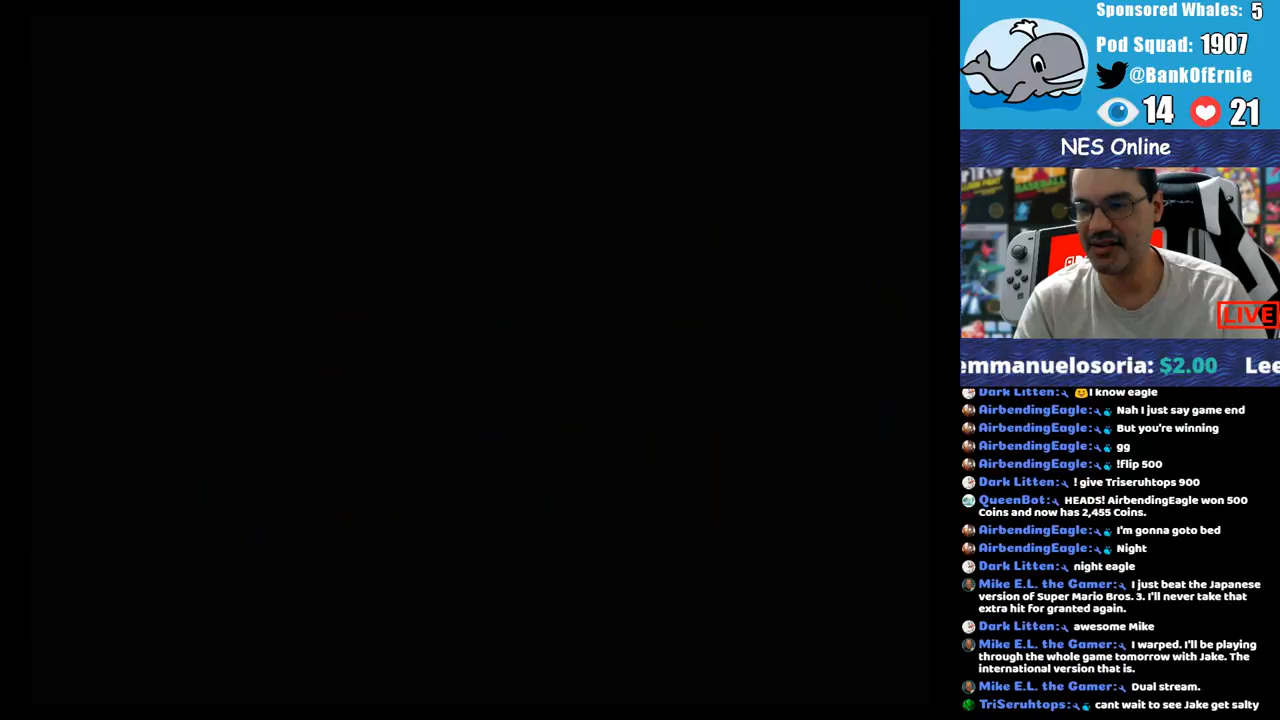 Sponsored Whales: 5
Pod Squad: 1907
@BankOfErnie
14 21
NES Online
BASEBALL
LIVE
emmanuelosoria: $2.00 Lee
Dark Litten: I know eagle
AirbendingEagle: Nah I just say game end
AirbendingEagle: But you're winning
AirbendingEagle: gg
AirbendingEagle: !flip 500
Dark Litten: ! give Triseruhtops 900
QueenBot: HEADS! AirbendingEagle won 500
Coins and now has 2,455 Coins.
AirbendingEagle: I'm gonna goto bed
AirbendingEagle: Night
Dark Litten: night eagle
Mike E.L. the Gamer: I just beat the Japanese
version of Super Mario Bros. 3. I'll never take that
extra hit for granted again.
Dark Litten: awesome Mike
Mike E.L. the Gamer: I warped. I'll be playing
through the whole game tomorrow with Jake. The
international version that is.
Mike E.L. the Gamer: Dual stream.
TriSeruhtops: cant wait to see Jake get salty